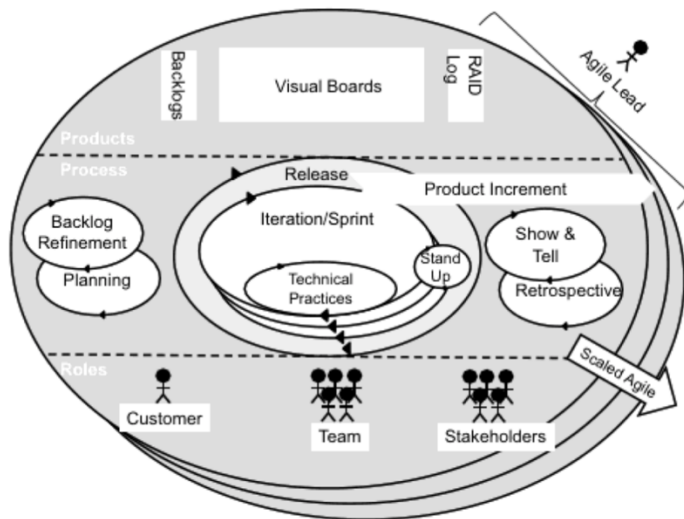 Backlogs
Visual Boards
RAID
Log
Agile Lead
Products
Process
Release
Product Increment
Iteration/Sprint
Backlog
Refinement
Planning
Technical
Practices
Stand
Up
Show &
Tell
Retrospective
Roles
Scaled Agile
Customer
Team
Stakeholders